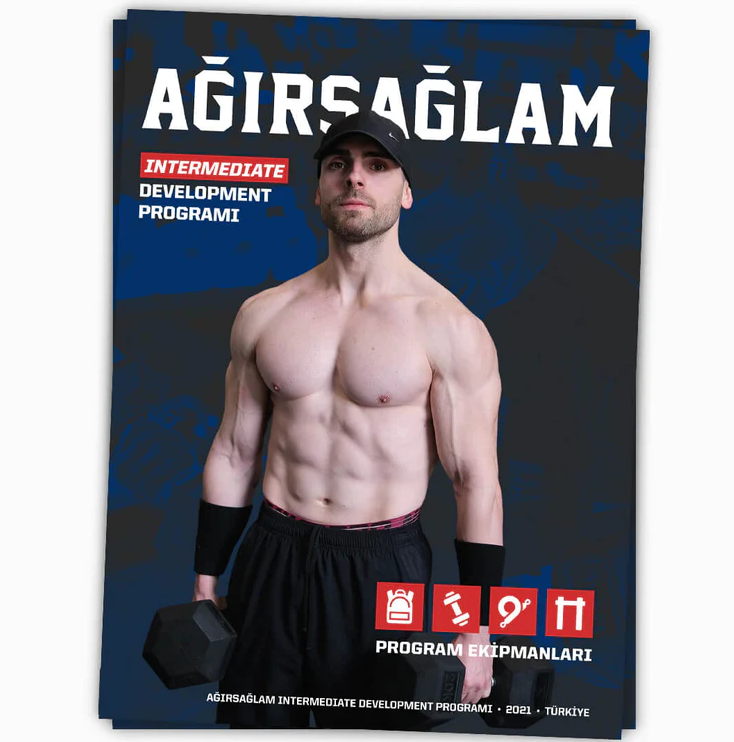 AĞIRSAĞLAM
INTERMEDIATE
DEVELOPMENT
PROGRAMI
PROGRAM EKİPMANLARI
AĞIRSAĞLAM INTERMEDIATE DEVELOPMENT PROGRAMI • 2021 • TÜRKİYE